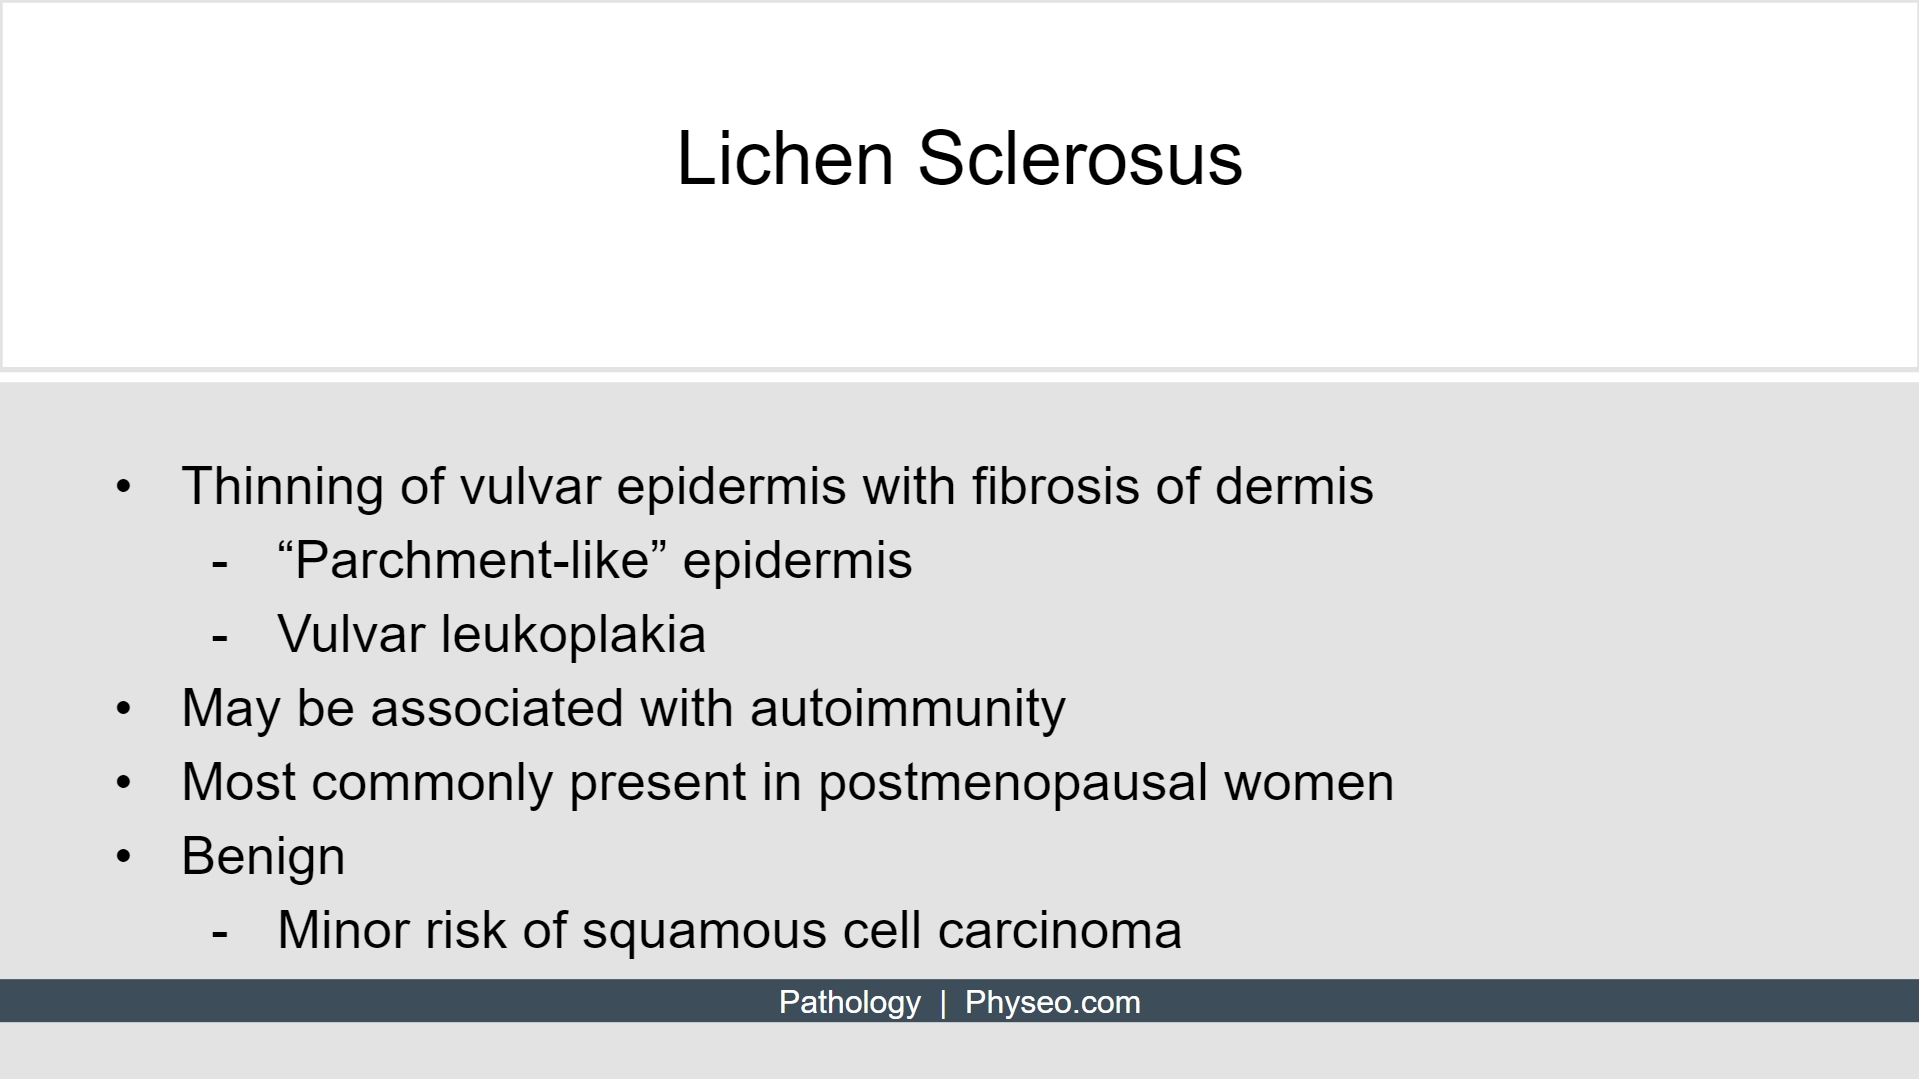 Lichen Sclerosus
• Thinning of vulvar epidermis with fibrosis of dermis
- “Parchment-like” epidermis
- Vulvar leukoplakia
• May be associated with autoimmunity
• Most commonly present in postmenopausal women
• Benign
- Minor risk of squamous cell carcinoma
Pathology | Physeo.com